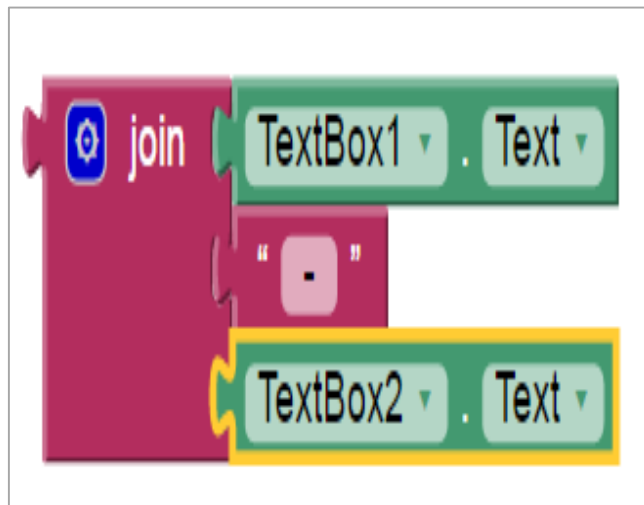 join TextBox1 . Text
“ - ”
TextBox2 . Text